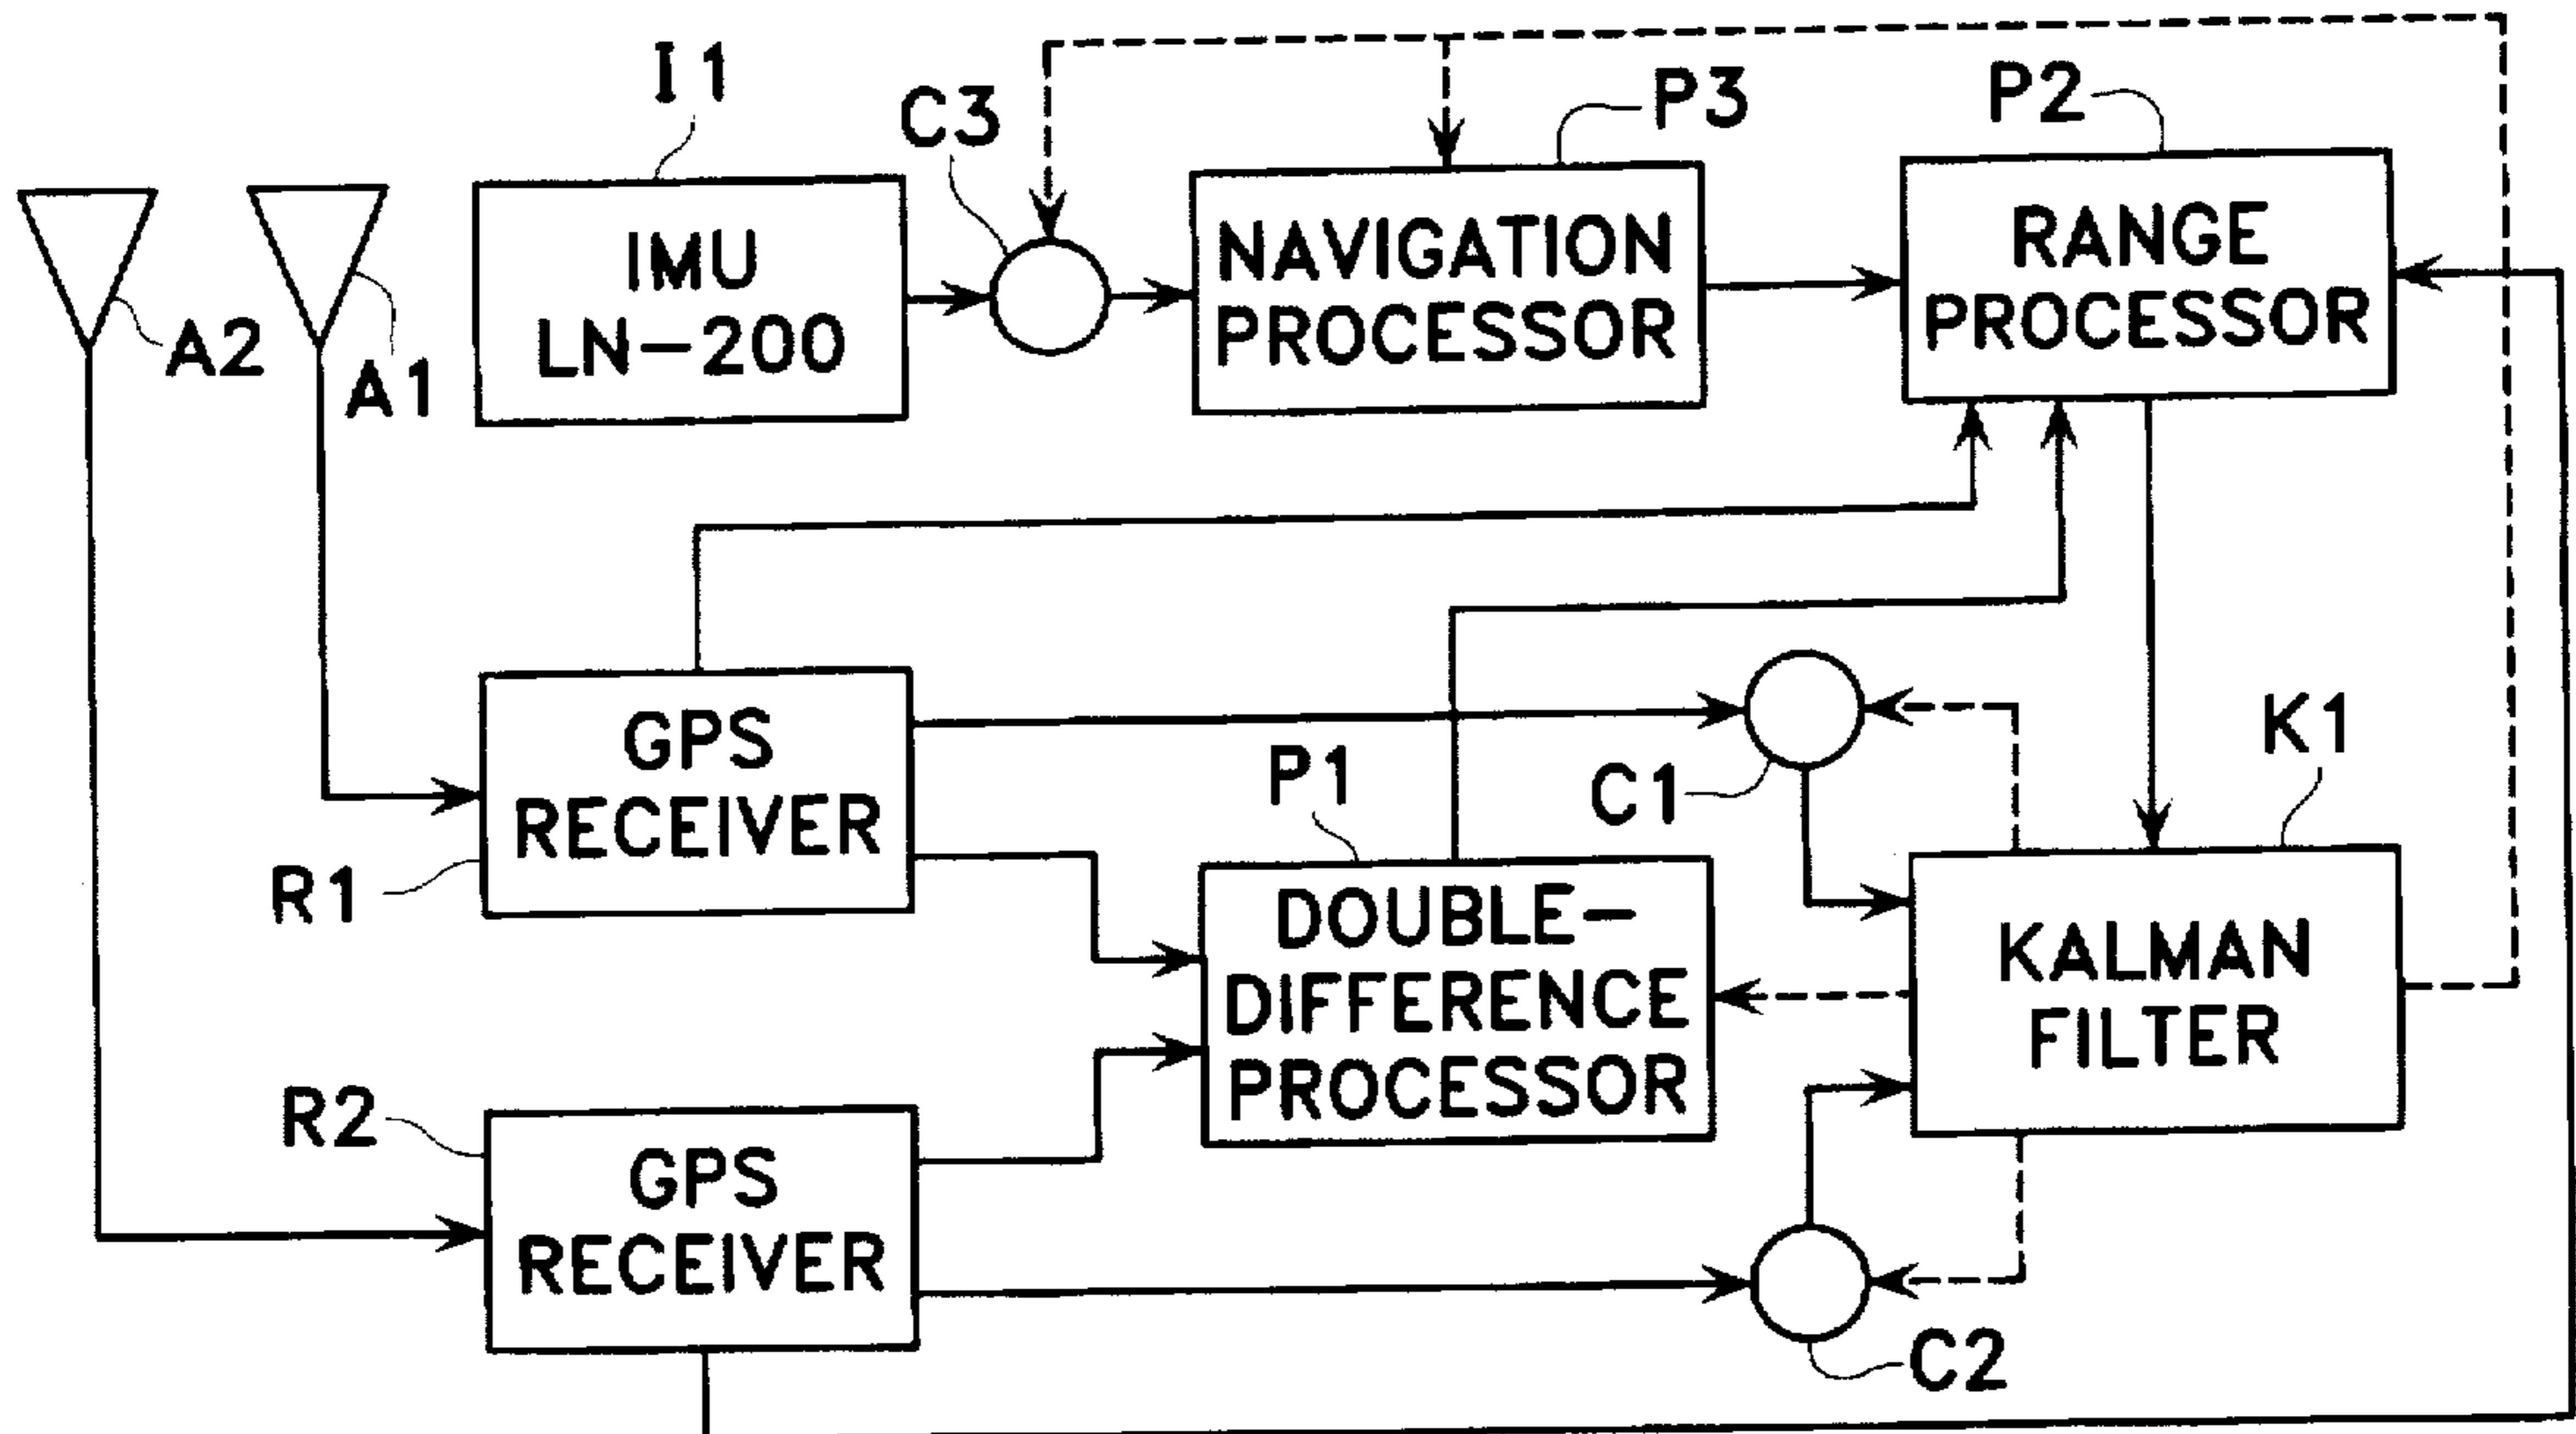 I1
C3
P3
P2
A2
A1
IMU
LN-200
NAVIGATION
PROCESSOR
RANGE
PROCESSOR
GPS
RECEIVER
R1
P1
C1
K1
DOUBLE-
DIFFERENCE
PROCESSOR
KALMAN
FILTER
R2
GPS
RECEIVER
C2